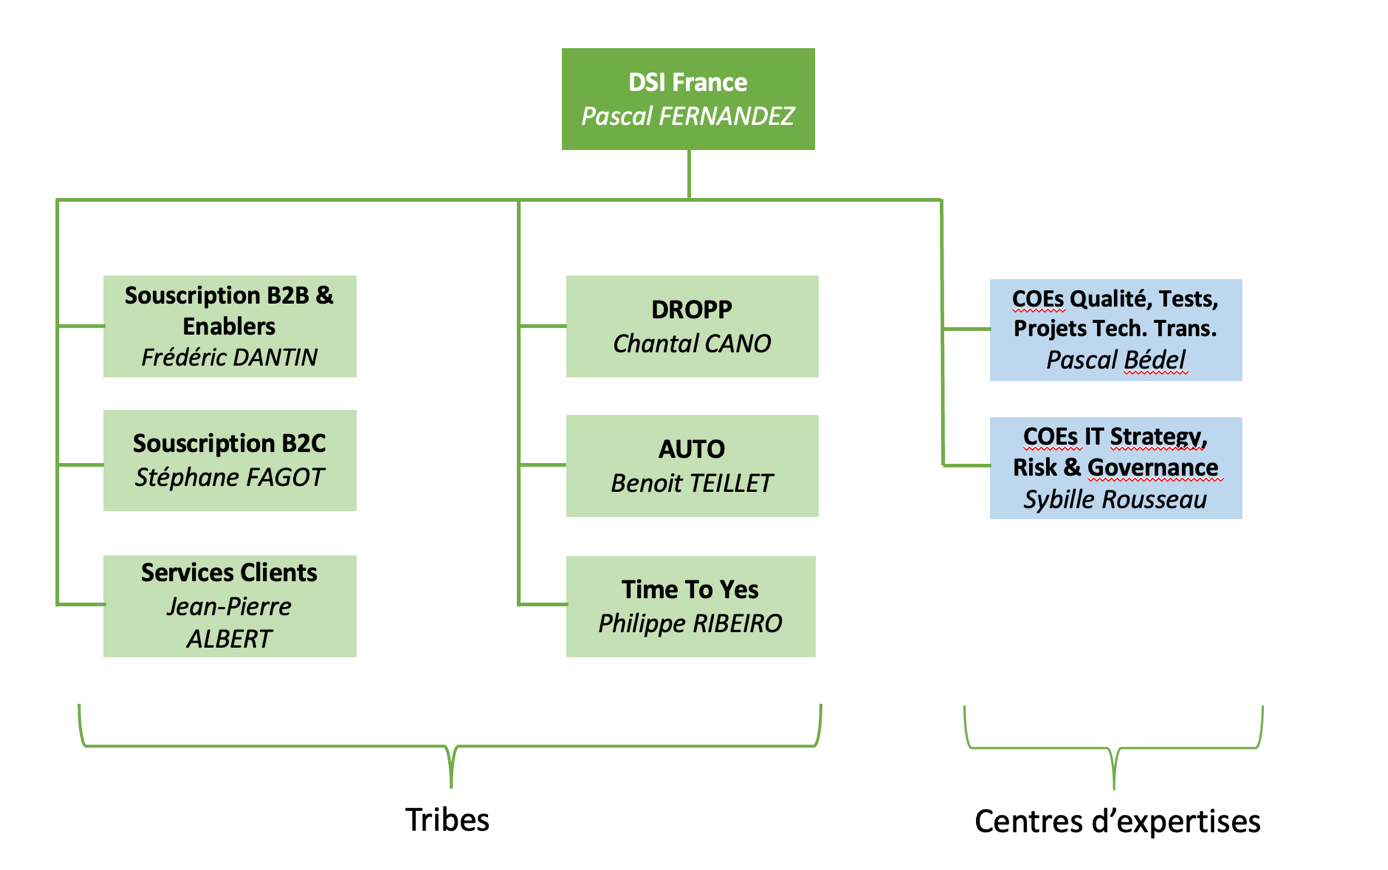 DSI France
Pascal FERNANDEZ
Souscription B2B &
Enablers
Frédéric DANTIN
Souscription B2C
Stéphane FAGOT
Services Clients
Jean-Pierre
ALBERT
DROPP
Chantal CANO
AUTO
Benoit TEILLET
Time To Yes
Philippe RIBEIRO
COEs Qualité, Tests,
Projets Tech. Trans.
Pascal Bédel
COEs IT Strategy,
Risk & Governance
Sybille Rousseau
Tribes
Centres d’expertises